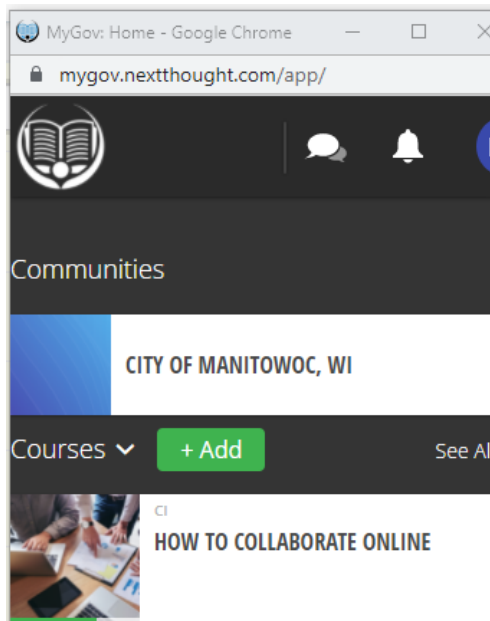 MyGov: Home - Google Chrome
mygov.nextthought.com/app/
Communities
CITY OF MANITOWOC, WI
Courses + Add See Al
CI
HOW TO COLLABORATE ONLINE